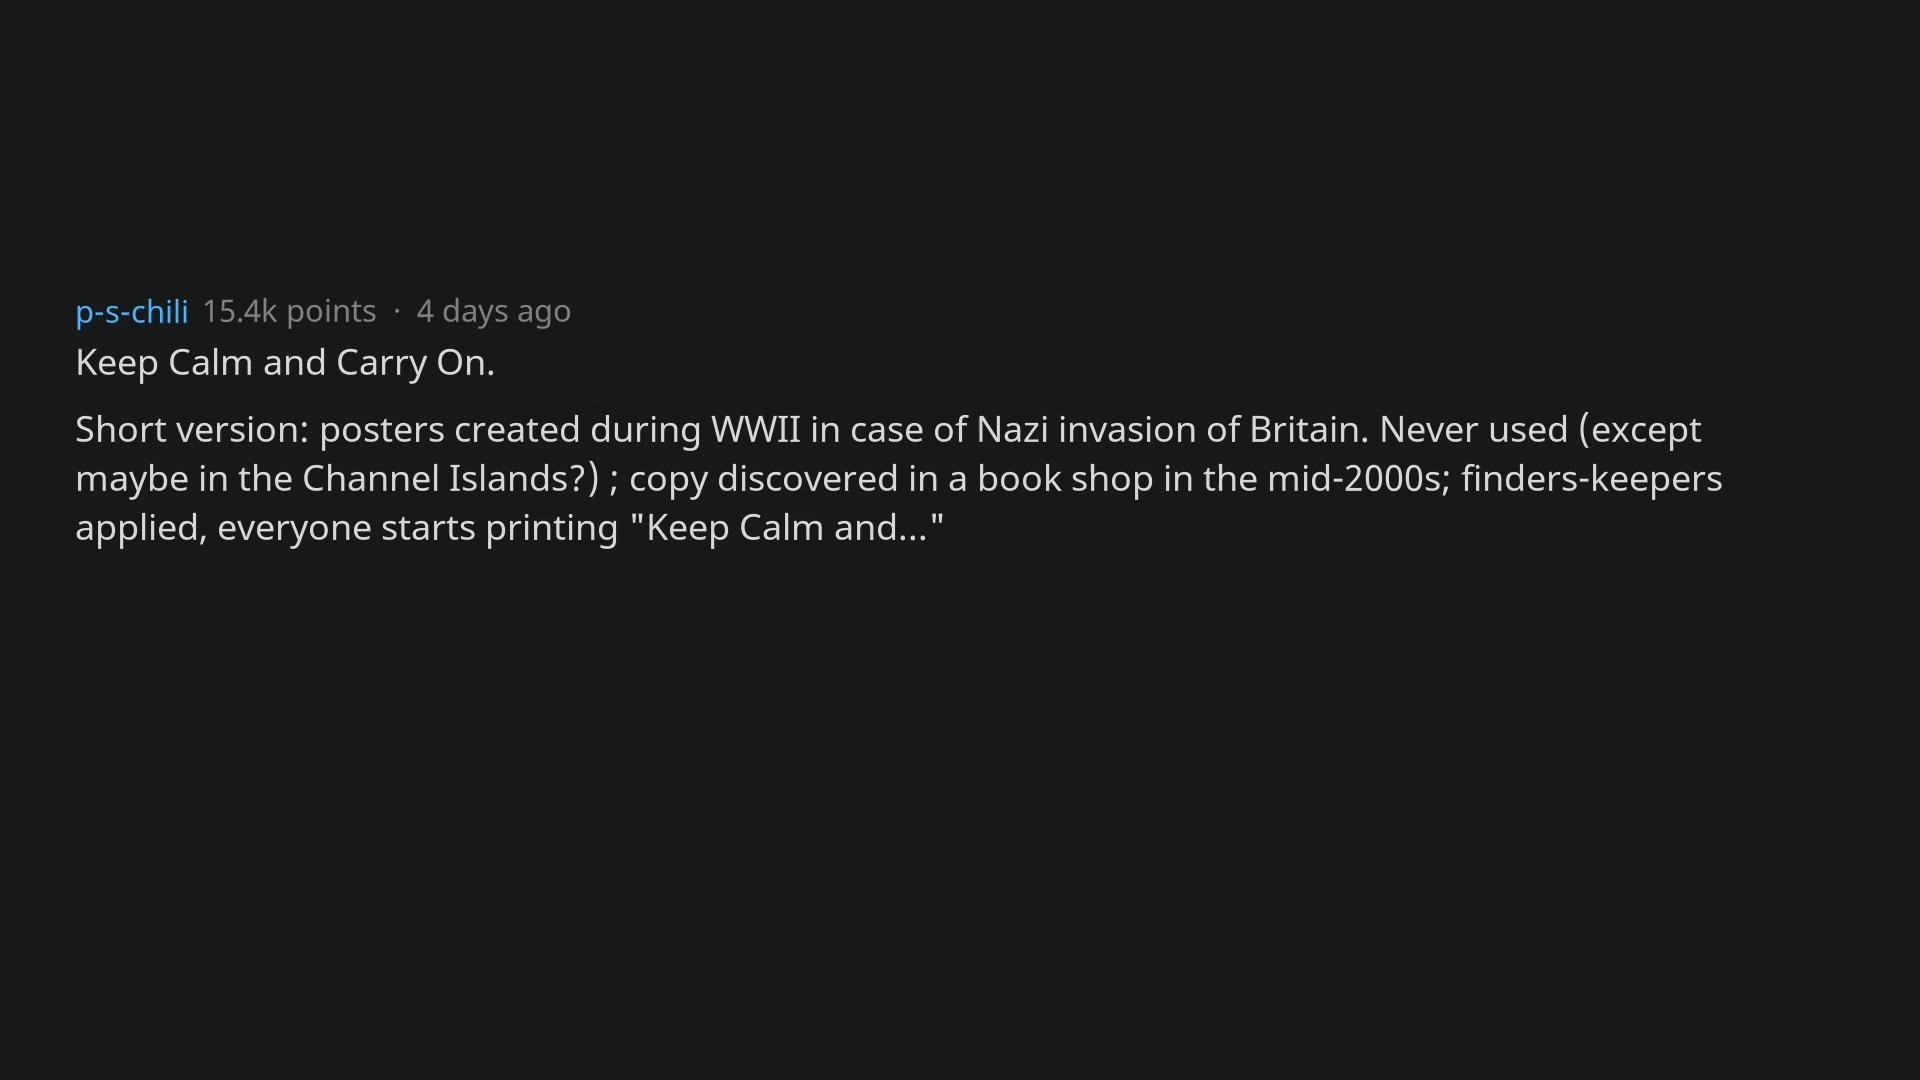 p-s-chili 15.4k points · 4 days ago
Keep Calm and Carry On.
Short version: posters created during WWII in case of Nazi invasion of Britain. Never used (except
maybe in the Channel Islands?) ; copy discovered in a book shop in the mid-2000s; finders-keepers
applied, everyone starts printing "Keep Calm and..."